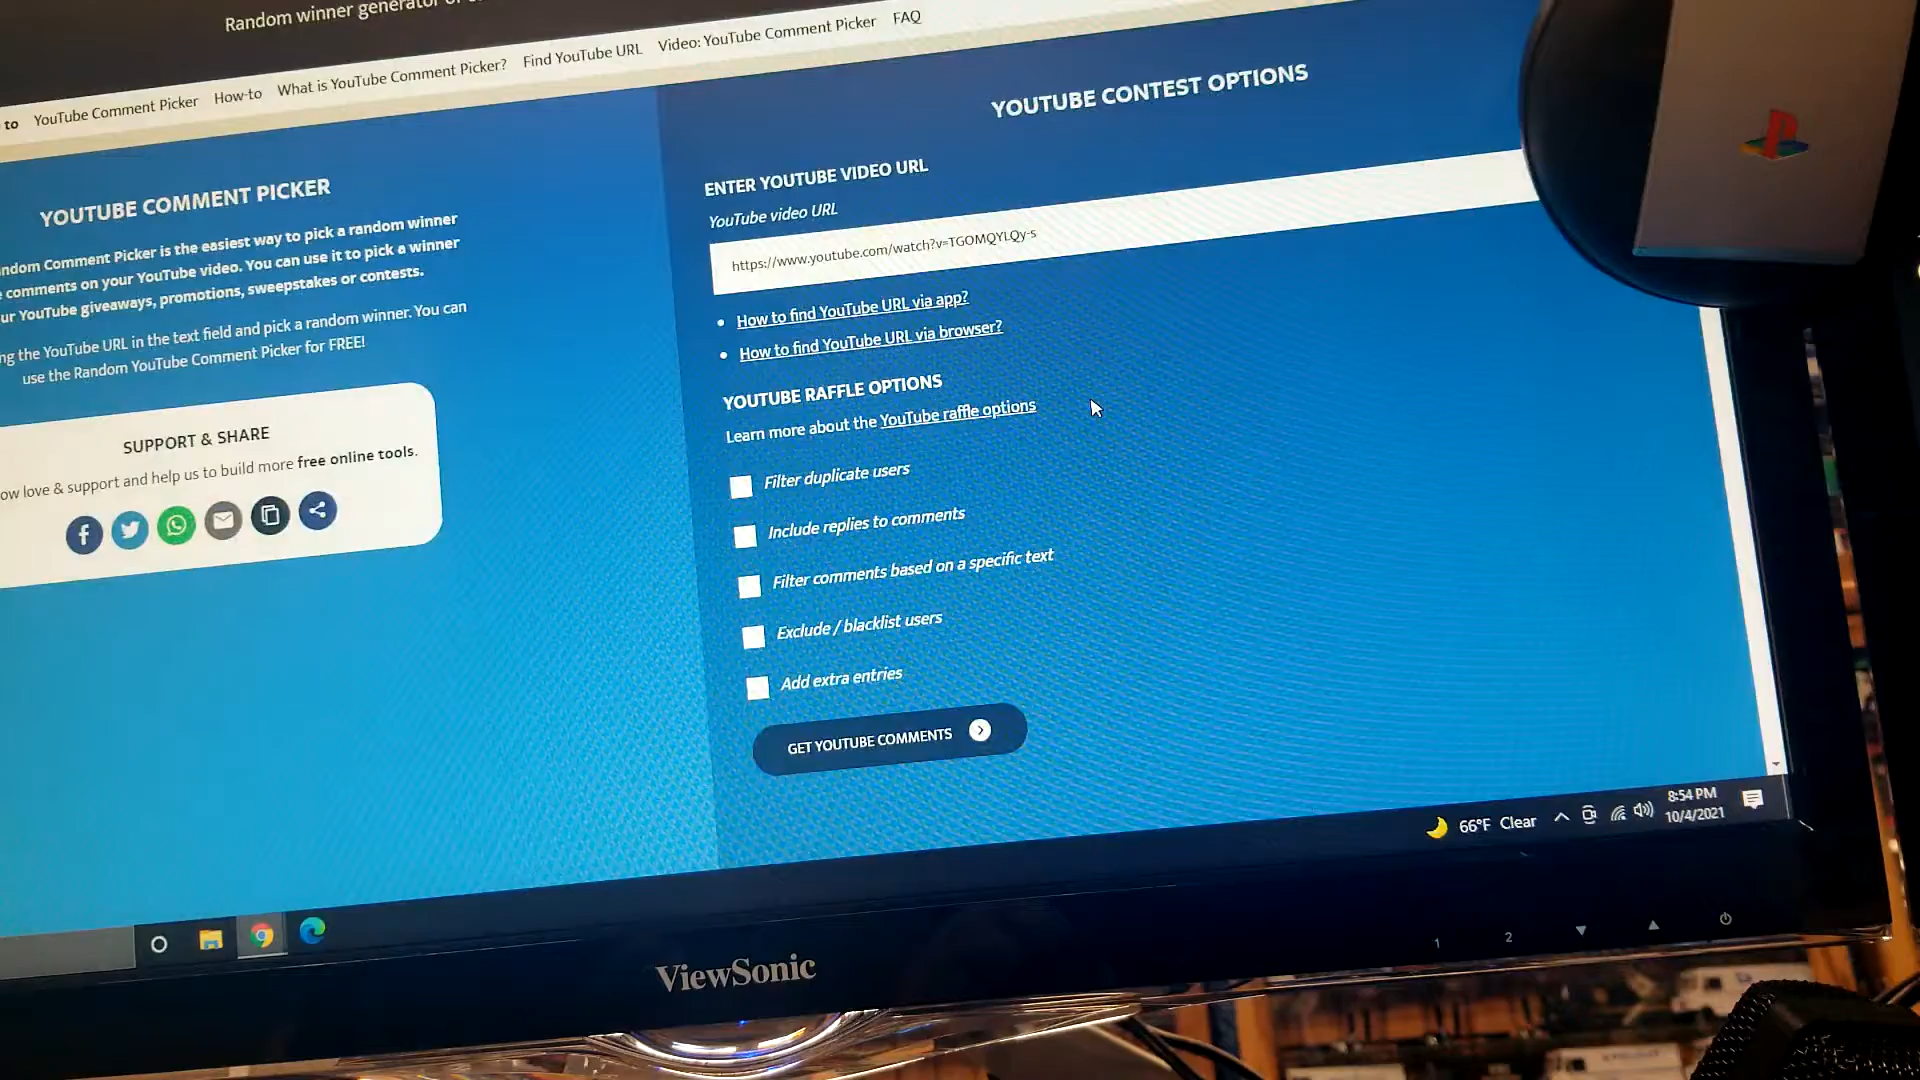 Random winner generator
to YouTube Comment Picker How-to What is YouTube Comment Picker? Find YouTube URL Video: YouTube Comment Picker FAQ
YOUTUBE COMMENT PICKER
ndom Comment Picker is the easiest way to pick a random winner
e comments on your YouTube video. You can use it to pick a winner
ur YouTube giveaways, promotions, sweepstakes or contests.
ng the YouTube URL in the text field and pick a random winner. You can
use the Random YouTube Comment Picker for FREE!
SUPPORT & SHARE
ow love & support and help us to build more free online tools.
YOUTUBE CONTEST OPTIONS
ENTER YOUTUBE VIDEO URL
YouTube video URL
https://www.youtube.com/watch?v=TGOMQYLQy-s
How to find YouTube URL via app?
How to find YouTube URL via browser?
YOUTUBE RAFFLE OPTIONS
Learn more about the YouTube raffle options
Filter duplicate users
Include replies to comments
Filter comments based on a specific text
Exclude / blacklist users
Add extra entries
GET YOUTUBE COMMENTS
66°F Clear
8:54 PM
10/4/2021
ViewSonic
1 2